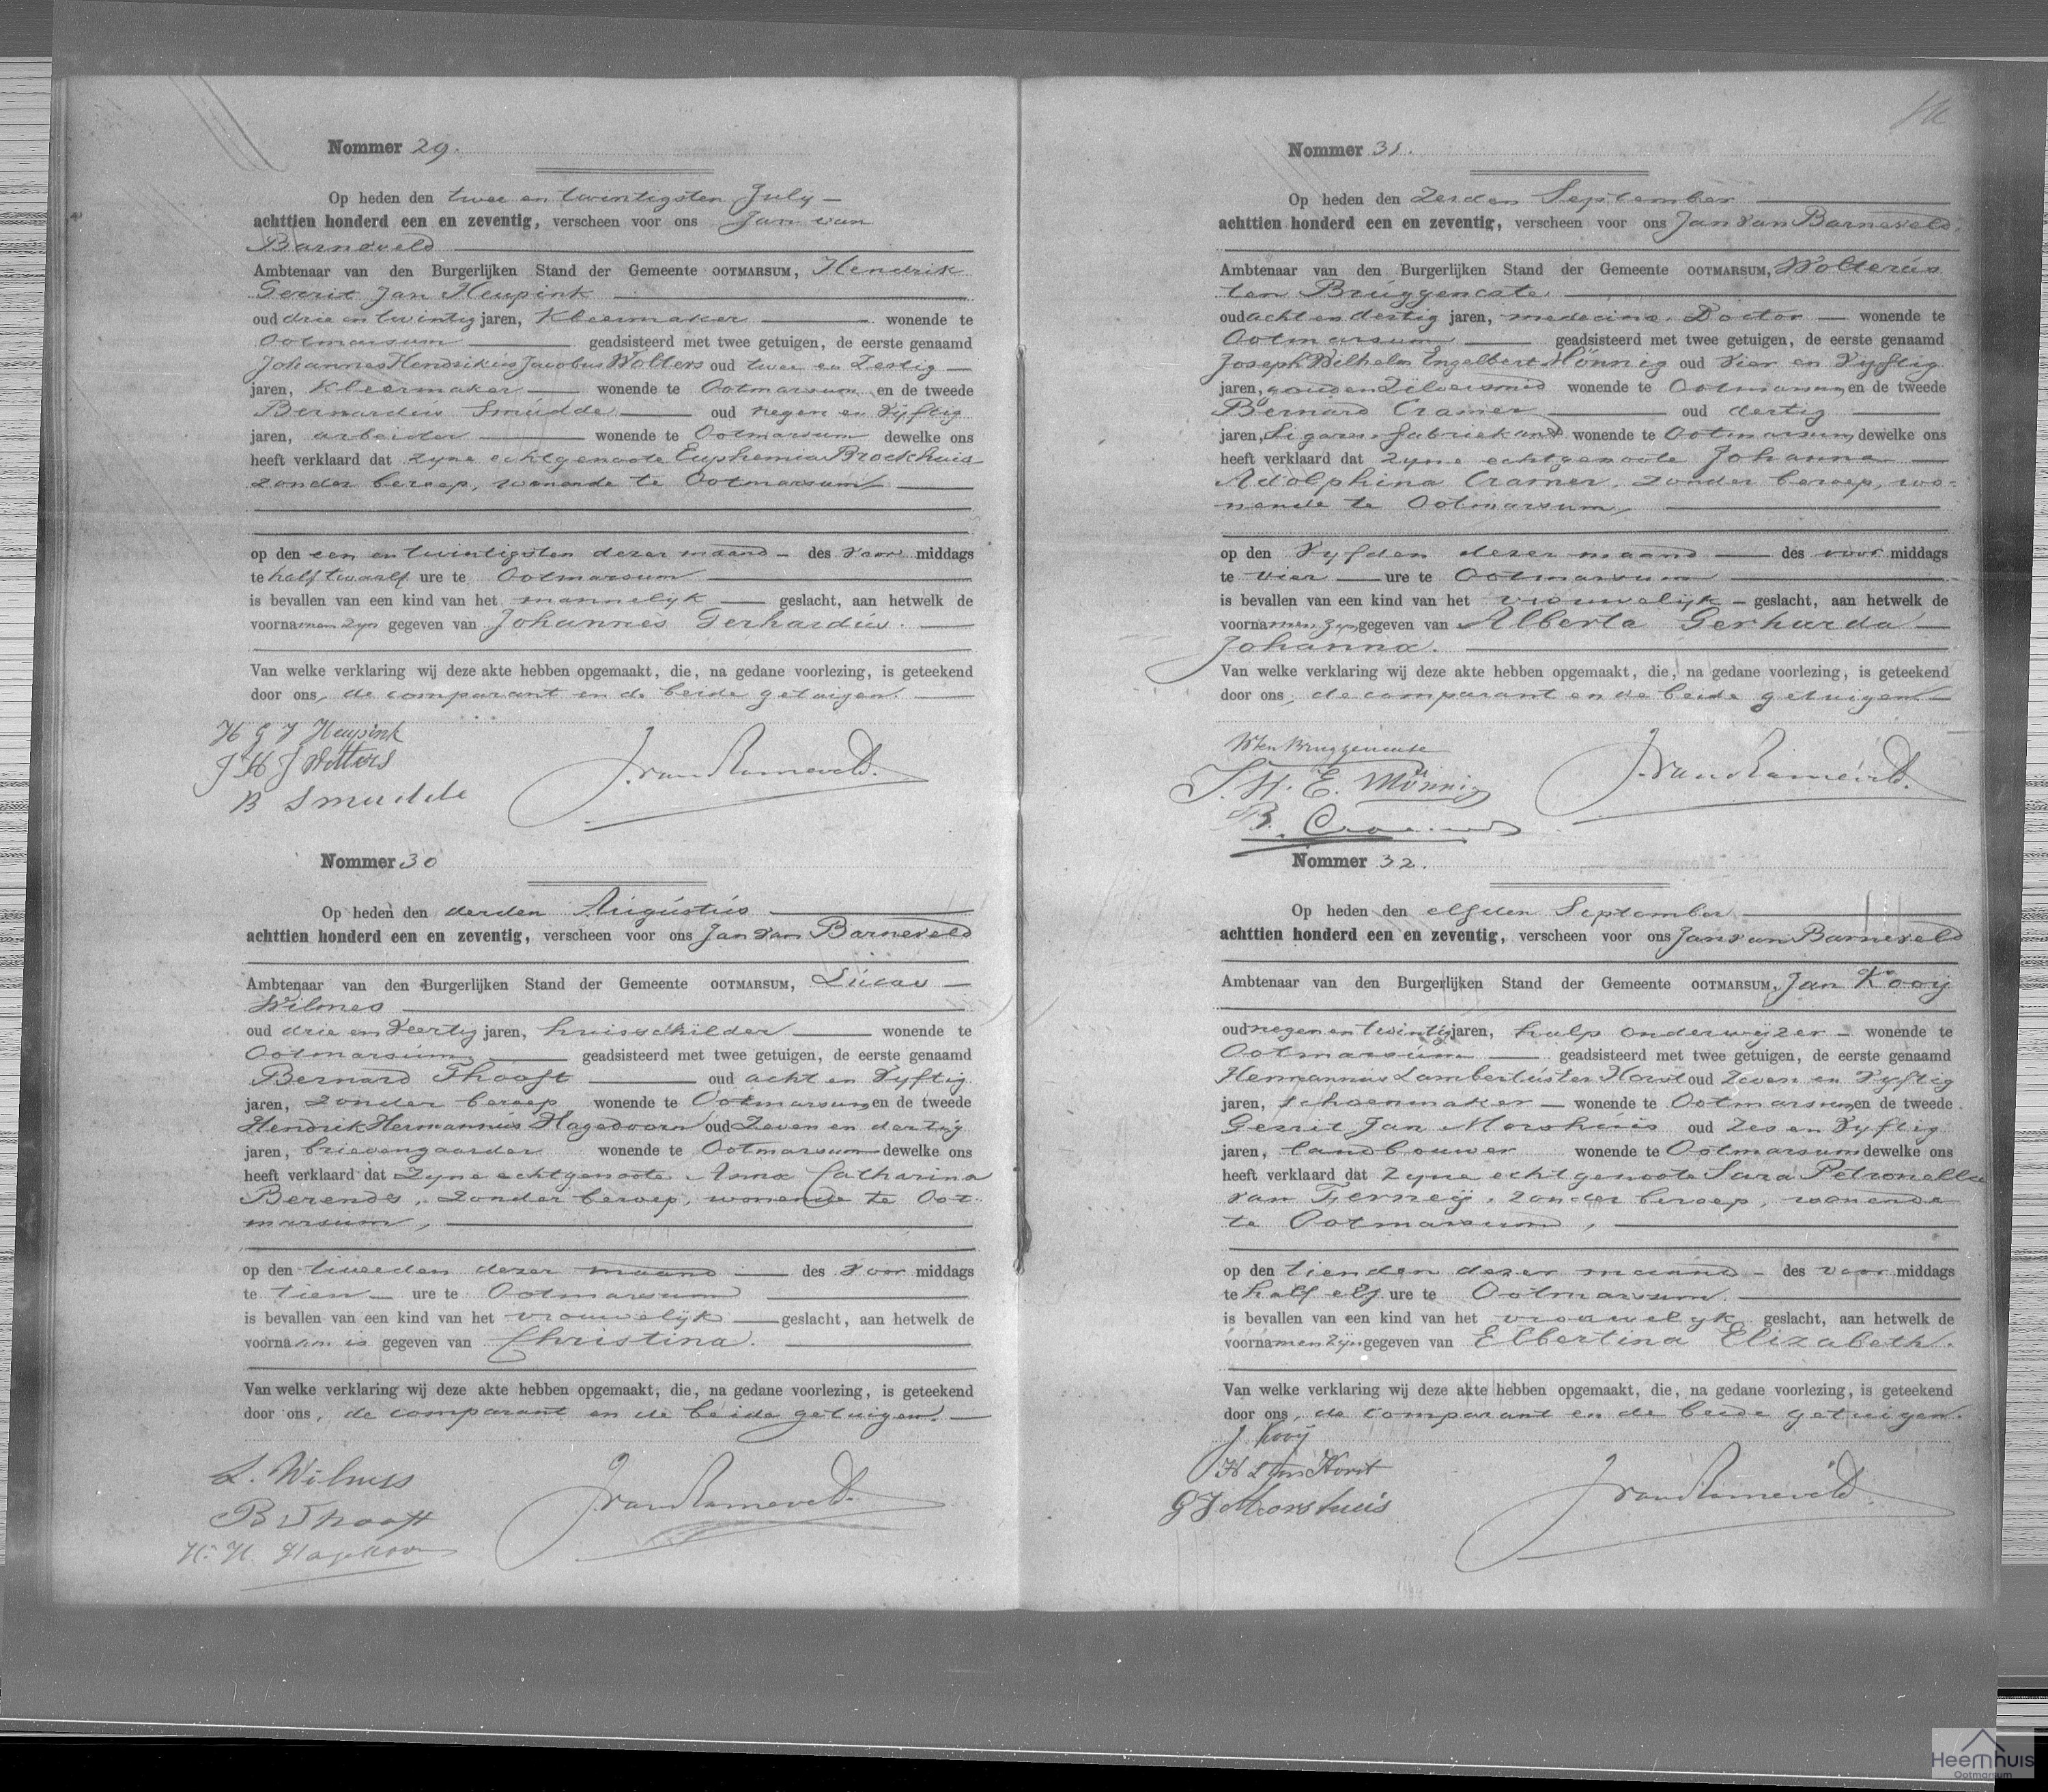 Nommer 29.
Op heden den twee en twintigsten July
achttien honderd een en zeventig, verscheen voor ons Jan van
Barneveld
Ambtenaar van den Burgerlijken Stand der Gemeente OOTMARSUM, Hendrik
Gerrit Jan Heupink
oud drie en twintig jaren, Kleermaker wonende te
Ootmarsum geadsisteerd met twee getuigen, de eerste genaamd
Johannes Hendrikus Jacobus Wolters oud twee en Zestig
jaren, Kleermaker wonende te Ootmarsum en de tweede
Bernardus Smudde oud negen en Vyftig
jaren, arbeider wonende te Ootmarsum dewelke ons
heeft verklaard dat zyne echtgenoote Euphemia Brockhuis
zonder beroep, wonende te Ootmarsum
op den een en twintigsten dezer maand des voor middags
te half twaalf ure te Ootmarsum
is bevallen van een kind van het mannelyk geslacht, aan hetwelk de
voornamen zyn gegeven van Johannes Gerhardus.
Van welke verklaring wij deze akte hebben opgemaakt, die, na gedane voorlezing, is geteekend
door ons, de comparant en de beide getuigen
H G J Heupink
J H J Wolters
B Smudde
J. van Barneveld.
Nommer 30
Op heden den derden Augustus
achttien honderd een en zeventig, verscheen voor ons Jan van Barneveld
Ambtenaar van den Burgerlijken Stand der Gemeente OOTMARSUM, Lucas
Wilmes
oud drie en Veertig jaren, huisschilder wonende te
Ootmarsum geadsisteerd met twee getuigen, de eerste genaamd
Bernard Thooft oud acht en Vyftig
jaren, zonder beroep wonende te Ootmarsum en de tweede
Hendrik Hermannus Hagedoorn oud Zeven en dertig
jaren, brievengaarder wonende te Ootmarsum dewelke ons
heeft verklaard dat Zyne echtgenoote Anna Catharina
Berends, zonder beroep, wonende te Oot-
marsum,
op den tweeden dezer maand des voor middags
te tien ure te Ootmarsum
is bevallen van een kind van het vrouwelyk geslacht, aan hetwelk de
voornaam is gegeven van Christina.
Van welke verklaring wij deze akte hebben opgemaakt, die, na gedane voorlezing, is geteekend
door ons, de comparant en de beide getuigen.
L. Wilmes
B Thooft
H. H. Hagedoorn
J. van Barneveld.
Nommer 31.
Op heden den Zesden September
achttien honderd een en zeventig, verscheen voor ons Jan van Barneveld.
Ambtenaar van den Burgerlijken Stand der Gemeente OOTMARSUM, Wolterus
ten Bruggencate
oud acht en dertig jaren, medecine Doctor wonende te
Ootmarsum geadsisteerd met twee getuigen, de eerste genaamd
Joseph Wilhelm Engelbert Mönnig oud Vier en Vyftig
jaren, goud en Zilversmid wonende te Ootmarsum en de tweede
Bernard Cramer oud dertig
jaren, Sigaren fabriekant wonende te Ootmarsum, dewelke ons
heeft verklaard dat zyne echtgenoote Johanna
Adolphina Cramer, zonder beroep, wo-
nende te Ootmarsum,
op den Vyfden dezer maand des voor middags
te vier ure te Ootmarsum
is bevallen van een kind van het vrouwelijk geslacht, aan hetwelk de
voornamen zyn gegeven van Alberta Gerharda
Johanna.
Van welke verklaring wij deze akte hebben opgemaakt, die, na gedane voorlezing, is geteekend
door ons, de comparant en de beide getuigen
W ten Bruggencate
J. W. E. Mönnig
B. Cramer
J. van Barneveld.
Nommer 32.
Op heden den elfden September
achttien honderd een en zeventig, verscheen voor ons Jan van Barneveld
Ambtenaar van den Burgerlijken Stand der Gemeente OOTMARSUM, Jan Kooij
oud negen en twintig jaren, hulp onderwyzer wonende te
Ootmarsum geadsisteerd met twee getuigen, de eerste genaamd
Hermannus Lambertus ter Horst oud Zeven en Vyftig
jaren, schoenmaker wonende te Ootmarsum en de tweede
Gerrit Jan Morshuis oud Zes en Vyftig
jaren, landbouwer wonende te Ootmarsum dewelke ons
heeft verklaard dat zyne echtgenoote Sara Petronella
van Ferneij, zonder beroep, wonende
te Ootmarsum,
op den tienden dezer maand des voor middags
te half elf ure te Ootmarsum.
is bevallen van een kind van het vrouwelyk geslacht, aan hetwelk de
voornamen zijn gegeven van Elbertina Elizabeth.
Van welke verklaring wij deze akte hebben opgemaakt, die, na gedane voorlezing, is geteekend
door ons, de comparant en de beide getuigen.
J Kooij
H L ter Horst
G J Morshuis
J. van Barneveld.
Heemhuis
Ootmarsum